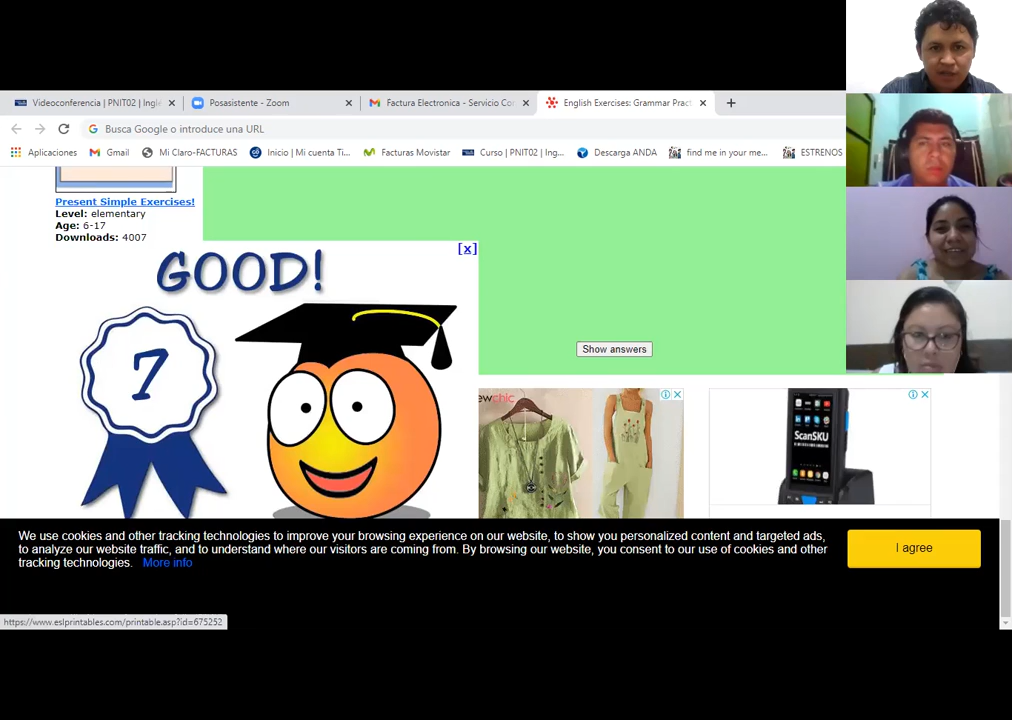 Videoconferencia | PNIT02 | Ingl
Posasistente - Zoom
Factura Electronica - Servicio Co
English Exercises: Grammar Pract
Busca Google o introduce una URL
Aplicaciones
Gmail
Mi Claro-FACTURAS
Inicio | Mi cuenta Ti...
Facturas Movistar
Curso | PNIT02 | Ing...
Descarga ANDA
find me in your me...
ESTRENOS
Present Simple Exercises!
Level: elementary
Age: 6-17
Downloads: 4007
[x]
GOOD!
7
Show answers
ewchic
ScanSKU
We use cookies and other tracking technologies to improve your browsing experience on our website, to show you personalized content and targeted ads,
to analyze our website traffic, and to understand where our visitors are coming from. By browsing our website, you consent to our use of cookies and other
tracking technologies. More info
I agree
https://www.eslprintables.com/printable.asp?id=675252